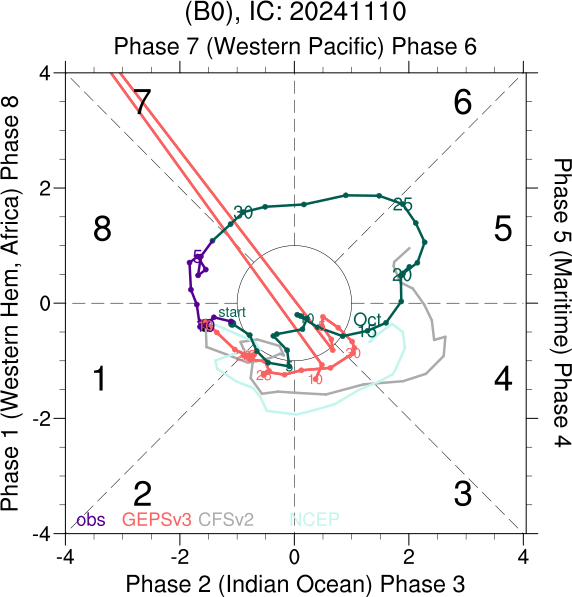 (B0), IC: 20241110
Phase 7 (Western Pacific) Phase 6
Phase 1 (Western Hem, Africa) Phase 8
Phase 5 (Maritime) Phase 4
4
2
0
-2
-4
7
6
8
5
1
4
2
3
30
25
20
5
start
Oct
15
5
25
10
30
obs GEPSv3 CFSv2 NCEP
-4 -2 0 2 4
Phase 2 (Indian Ocean) Phase 3